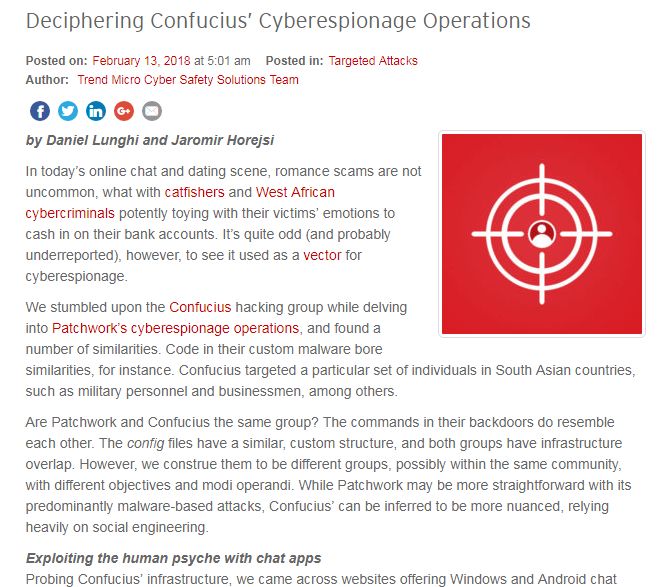 Deciphering Confucius' Cyberespionage Operations
Posted on: February 13, 2018 at 5:01 am Posted in: Targeted Attacks
Author: Trend Micro Cyber Safety Solutions Team
by Daniel Lunghi and Jaromir Horejsi
In today's online chat and dating scene, romance scams are not
uncommon, what with catfishers and West African
cybercriminals potently toying with their victims' emotions to
cash in on their bank accounts. It's quite odd (and probably
underreported), however, to see it used as a vector for
cyberespionage.
We stumbled upon the Confucius hacking group while delving
into Patchwork's cyberespionage operations, and found a
number of similarities. Code in their custom malware bore
similarities, for instance. Confucius targeted a particular set of individuals in South Asian countries,
such as military personnel and businessmen, among others.
Are Patchwork and Confucius the same group? The commands in their backdoors do resemble
each other. The config files have a similar, custom structure, and both groups have infrastructure
overlap. However, we construe them to be different groups, possibly within the same community,
with different objectives and modi operandi. While Patchwork may be more straightforward with its
predominantly malware-based attacks, Confucius' can be inferred to be more nuanced, relying
heavily on social engineering.
Exploiting the human psyche with chat apps
Probing Confucius' infrastructure, we came across websites offering Windows and Android chat